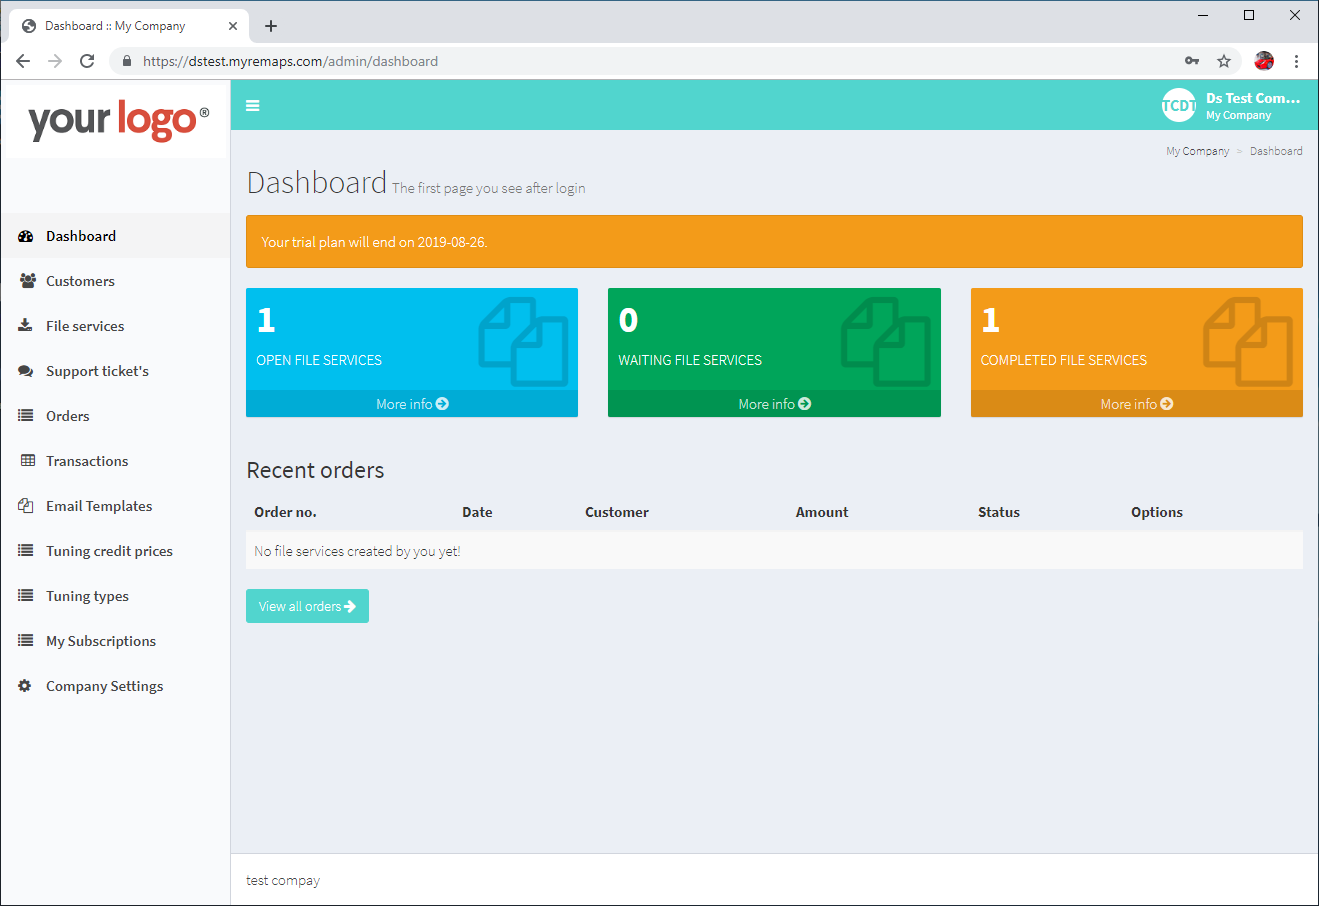 Dashboard :: My Company
https://dstest.myremaps.com/admin/dashboard
your logo®
TCDT
Ds Test Com...
My Company
My Company > Dashboard
Dashboard The first page you see after login
Your trial plan will end on 2019-08-26.
Dashboard
Customers
File services
Support ticket's
Orders
Transactions
Email Templates
Tuning credit prices
Tuning types
My Subscriptions
Company Settings
1
OPEN FILE SERVICES
More info
0
WAITING FILE SERVICES
More info
1
COMPLETED FILE SERVICES
More info
Recent orders
Order no. Date Customer Amount Status Options
No file services created by you yet!
View all orders
test compay